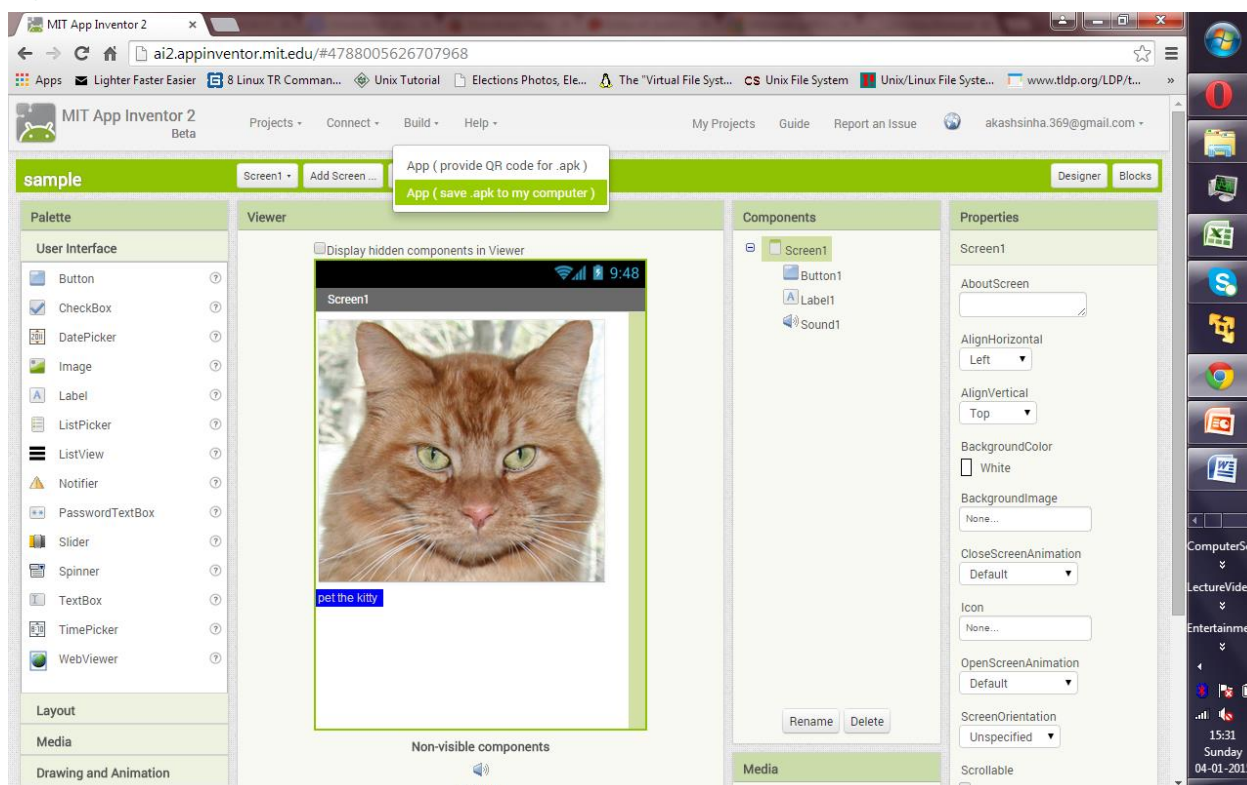 MIT App Inventor 2
ai2.appinventor.mit.edu/#4788005626707968
Apps Lighter Faster Easier 8 Linux TR Comman... Unix Tutorial Elections Photos, Ele... The "Virtual File Syst... CS Unix File System Unix/Linux File Syste... www.tldp.org/LDP/t... »
MIT App Inventor 2
Beta
Projects Connect Build Help My Projects Guide Report an Issue akashsinha.369@gmail.com
App ( provide QR code for .apk )
App ( save .apk to my computer )
sample Screen1 Add Screen ... Designer Blocks
Palette
User Interface
Button
CheckBox
DatePicker
Image
Label
ListPicker
ListView
Notifier
PasswordTextBox
Slider
Spinner
TextBox
TimePicker
WebViewer
Layout
Media
Drawing and Animation
Viewer
Display hidden components in Viewer
9:48
Screen1
pet the kitty
Non-visible components
Components
Screen1
Button1
Label1
Sound1
Rename Delete
Media
Properties
Screen1
AboutScreen
AlignHorizontal
Left
AlignVertical
Top
BackgroundColor
White
BackgroundImage
None...
CloseScreenAnimation
Default
Icon
None...
OpenScreenAnimation
Default
ScreenOrientation
Unspecified
Scrollable
ComputerSc
LectureVide
Entertainme
15:31
Sunday
04-01-201